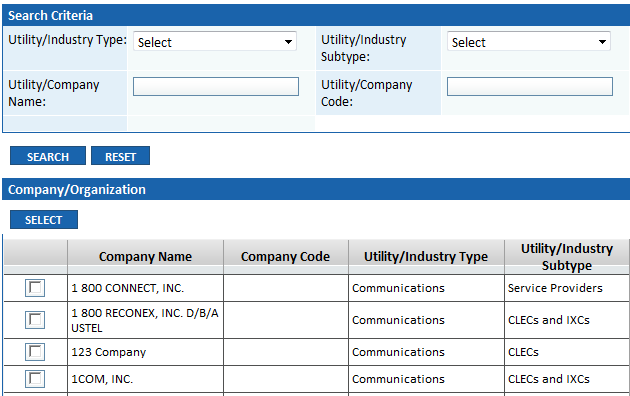 Search Criteria
Utility/Industry Type: Select Utility/Industry Subtype: Select
Utility/Company Name: Utility/Company Code:
SEARCH RESET
Company/Organization
SELECT
Company Name Company Code Utility/Industry Type Utility/Industry Subtype
1 800 CONNECT, INC. Communications Service Providers
1 800 RECONEX, INC. D/B/A USTEL Communications CLECs and IXCs
123 Company Communications CLECs
1COM, INC. Communications CLECs and IXCs